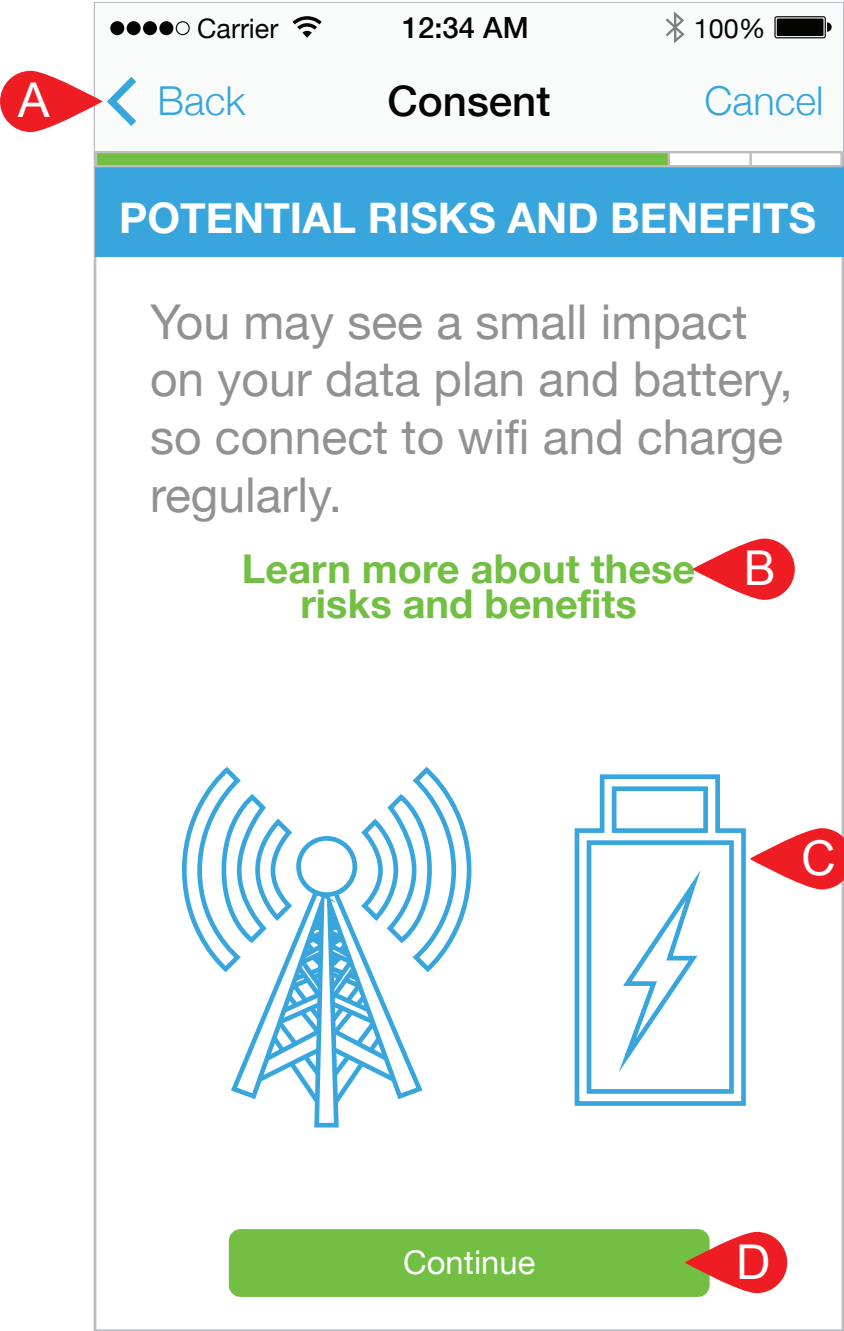 Carrier 12:34 AM 100%
A Back Consent Cancel
POTENTIAL RISKS AND BENEFITS
You may see a small impact
on your data plan and battery,
so connect to wifi and charge
regularly.
Learn more about these B
risks and benefits
C
Continue D